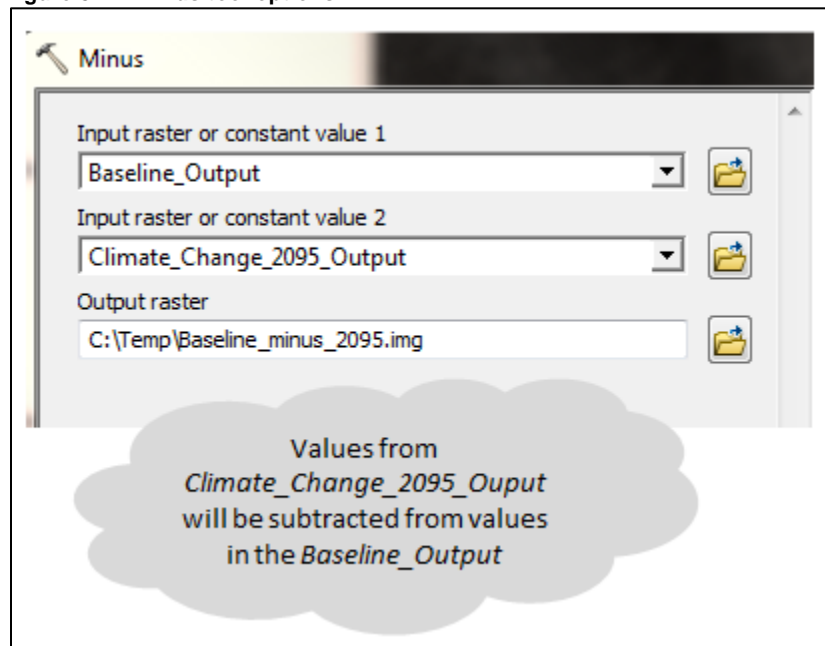 Minus
Input raster or constant value 1
Baseline_Output
Input raster or constant value 2
Climate_Change_2095_Output
Output raster
C:\Temp\Baseline_minus_2095.img
Values from
Climate_Change_2095_Ouput
will be subtracted from values
in the Baseline_Output